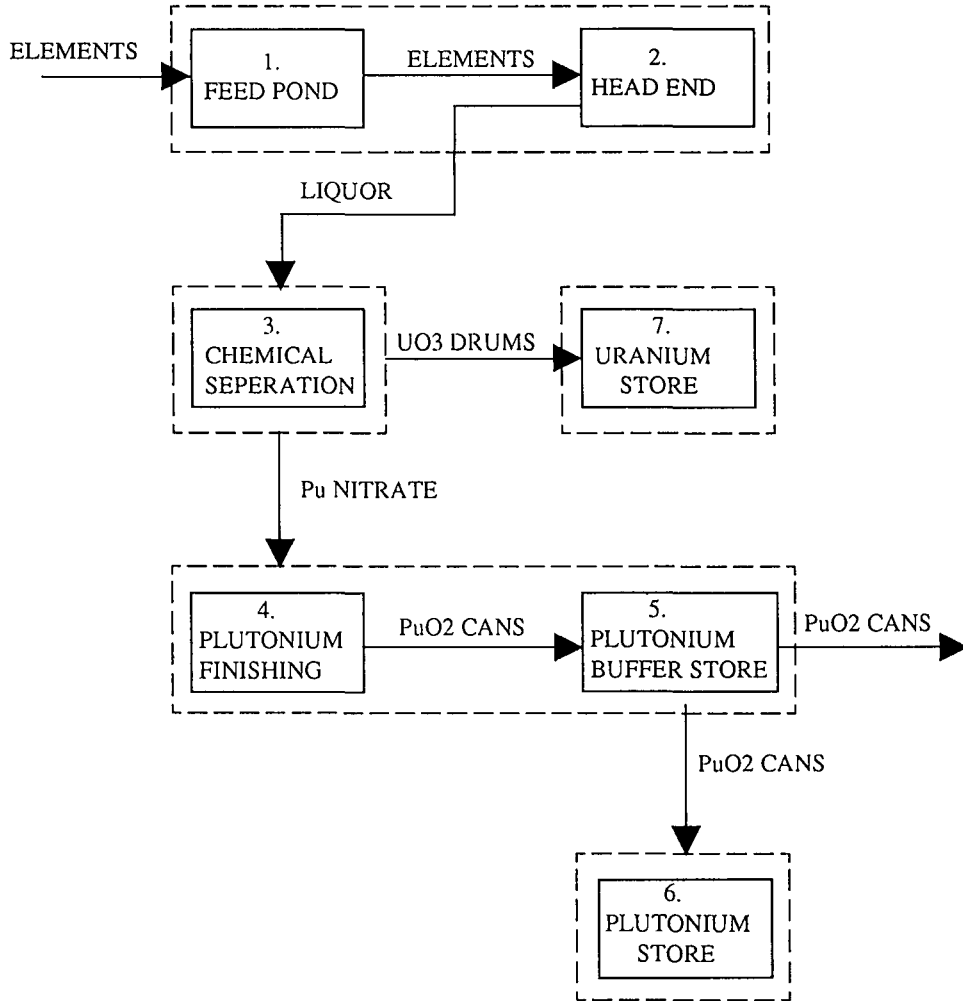 ELEMENTS
1.
FEED POND
ELEMENTS
2.
HEAD END
LIQUOR
3.
CHEMICAL
SEPERATION
UO3 DRUMS
7.
URANIUM
STORE
Pu NITRATE
4.
PLUTONIUM
FINISHING
PuO2 CANS
5.
PLUTONIUM
BUFFER STORE
PuO2 CANS
PuO2 CANS
6.
PLUTONIUM
STORE